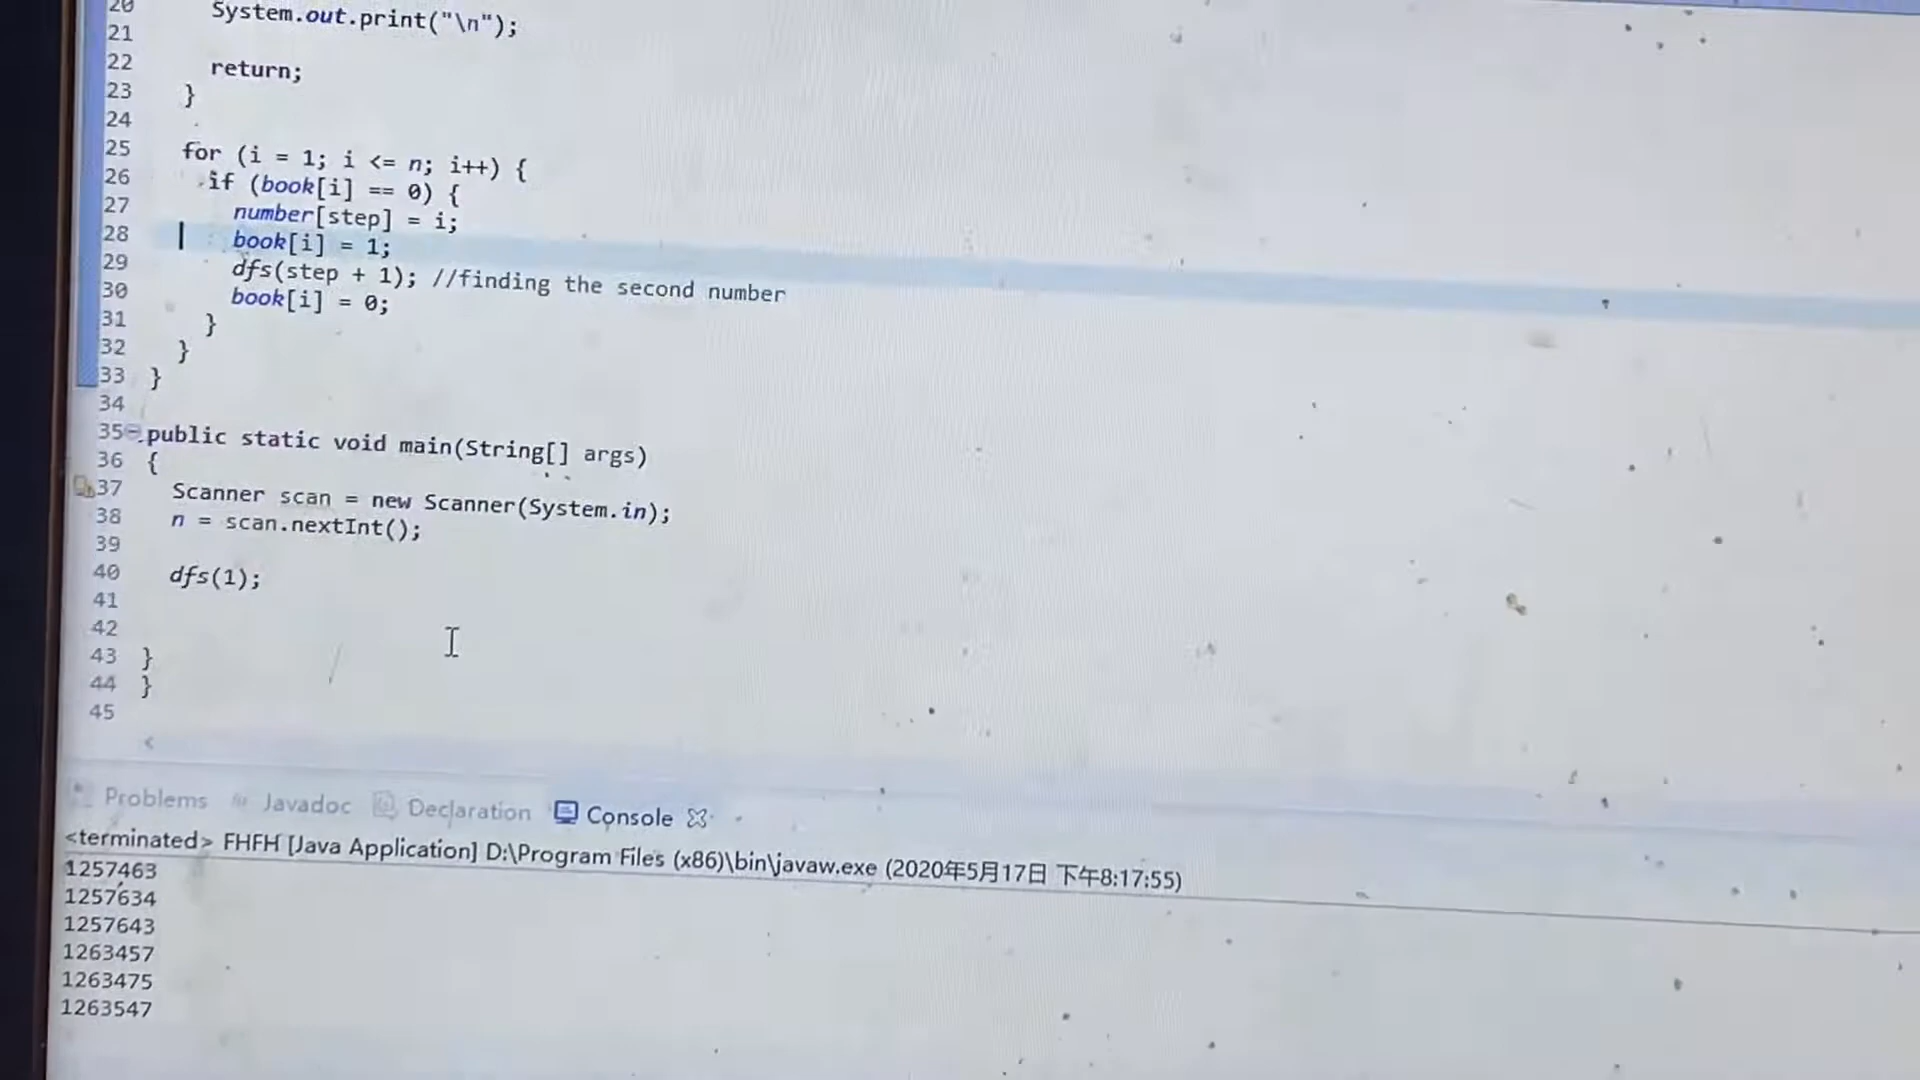 20 System.out.print("\n");
21
22 return;
23 }
24
25 for (i = 1; i <= n; i++) {
26 if (book[i] == 0) {
27 number[step] = i;
28 book[i] = 1;
29 dfs(step + 1); //finding the second number
30 book[i] = 0;
31 }
32 }
33 }
34
35 public static void main(String[] args)
36 {
37 Scanner scan = new Scanner(System.in);
38 n = scan.nextInt();
39
40 dfs(1);
41
42
43 }
44 }
45
Problems Javadoc Declaration Console
<terminated> FHFH [Java Application] D:\Program Files (x86)\bin\javaw.exe (2020年5月17日 下午8:17:55)
1257463
1257634
1257643
1263457
1263475
1263547